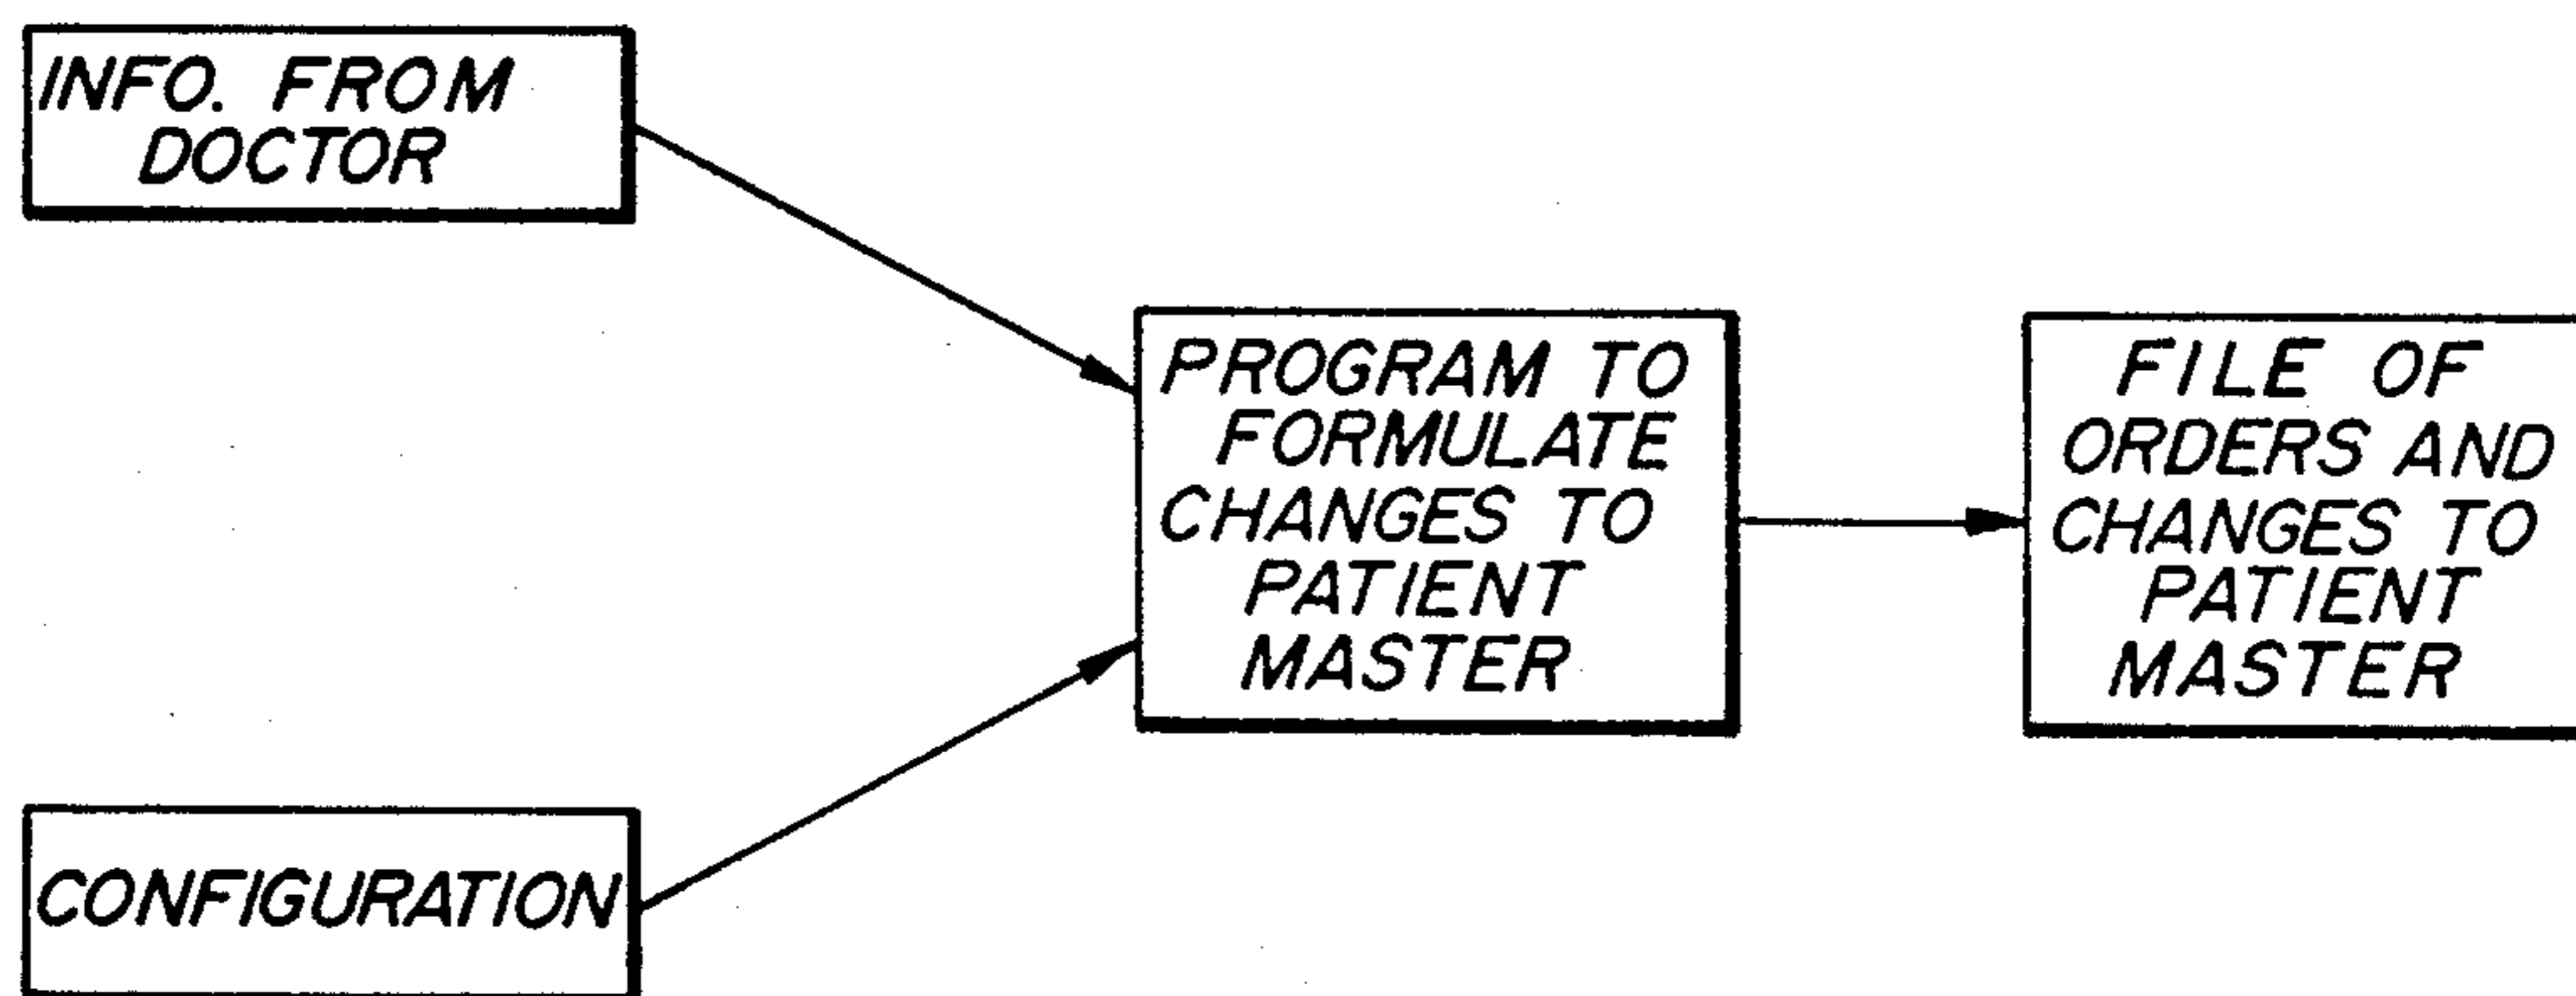 INFO. FROM
DOCTOR
CONFIGURATION
PROGRAM TO
FORMULATE
CHANGES TO
PATIENT
MASTER
FILE OF
ORDERS AND
CHANGES TO
PATIENT
MASTER